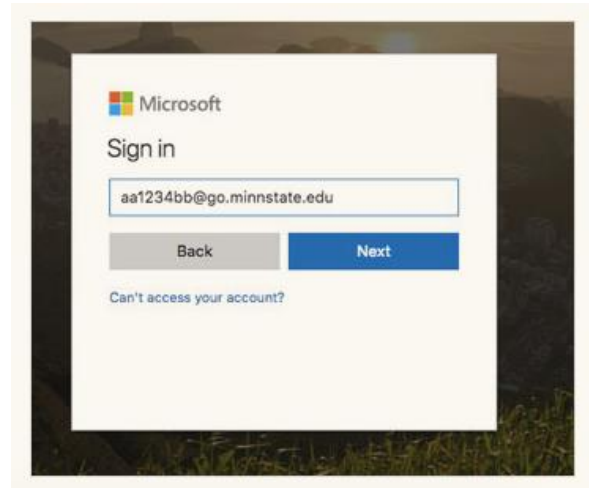 Microsoft
Sign in
aa1234bb@go.minnstate.edu
Back Next
Can't access your account?